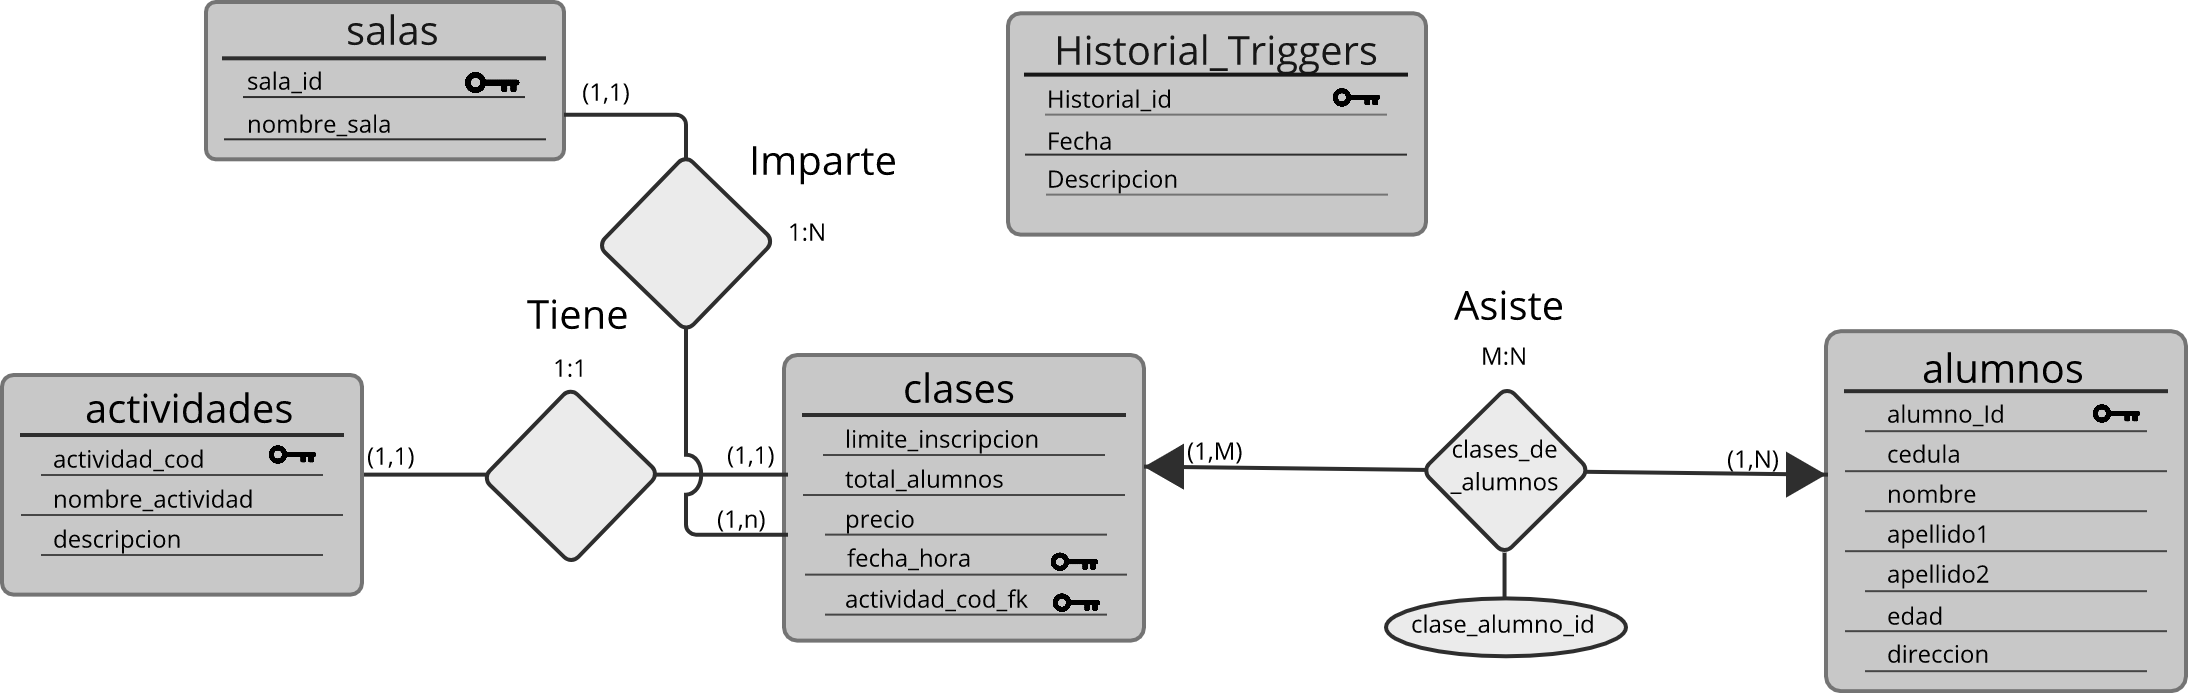 salas
sala_id
nombre_sala
(1,1)
Imparte
1:N
Historial_Triggers
Historial_id
Fecha
Descripcion
Tiene
1:1
actividades
actividad_cod
nombre_actividad
descripcion
(1,1)
(1,1)
(1,n)
clases
limite_inscripcion
total_alumnos
precio
fecha_hora
actividad_cod_fk
Asiste
M:N
(1,M)
clases_de
_alumnos
(1,N)
clase_alumno_id
alumnos
alumno_Id
cedula
nombre
apellido1
apellido2
edad
direccion